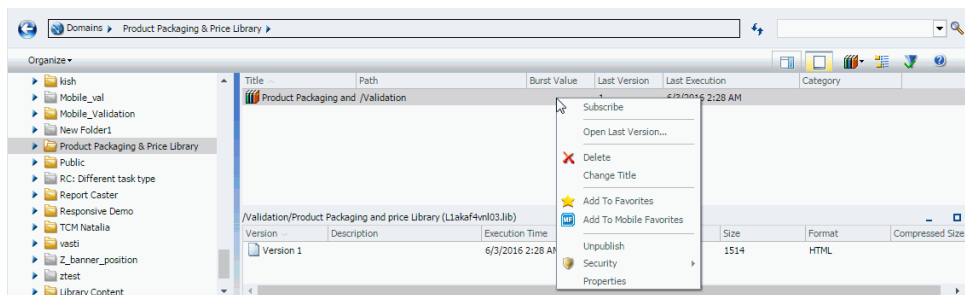 Domains Product Packaging & Price Library
Organize
kish
Mobile_val
Mobile_Validation
New Folder1
Product Packaging & Price Library
Public
RC: Different task type
Report Caster
Responsive Demo
TCM Natalia
vasti
Z_banner_position
ztest
Library Content
Title Path Burst Value Last Version Last Execution Category
Product Packaging and /Validation 1 6/3/2016 2:28 AM
Subscribe
Open Last Version...
Delete
Change Title
Add To Favorites
MF Add To Mobile Favorites
Unpublish
Security
Properties
/Validation/Product Packaging and price Library (L1akaf4vnl03.lib)
Version Description Execution Time Size Format Compressed Size
Version 1 6/3/2016 2:28 AM 1514 HTML